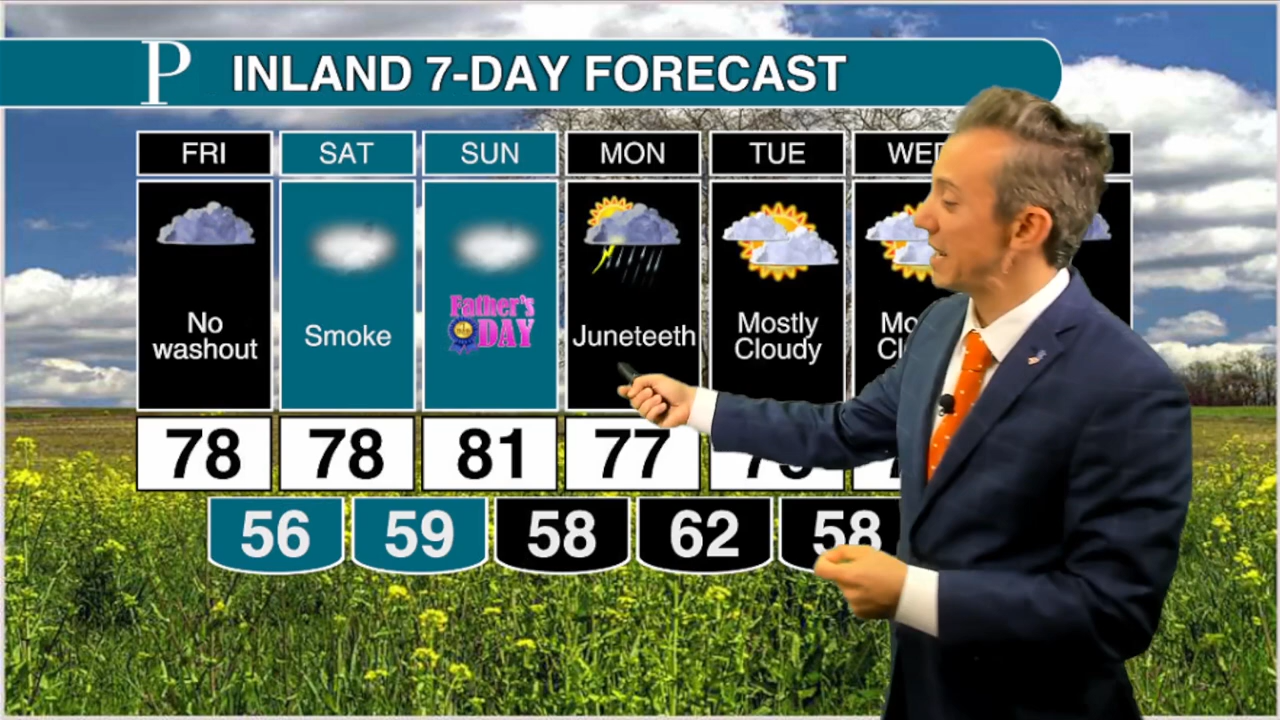 P INLAND 7-DAY FORECAST
FRI SAT SUN MON TUE WED
No
washout
Smoke
Father's
DAY
Juneteeth
Mostly
Cloudy
78 78 81 77
56 59 58 62 58